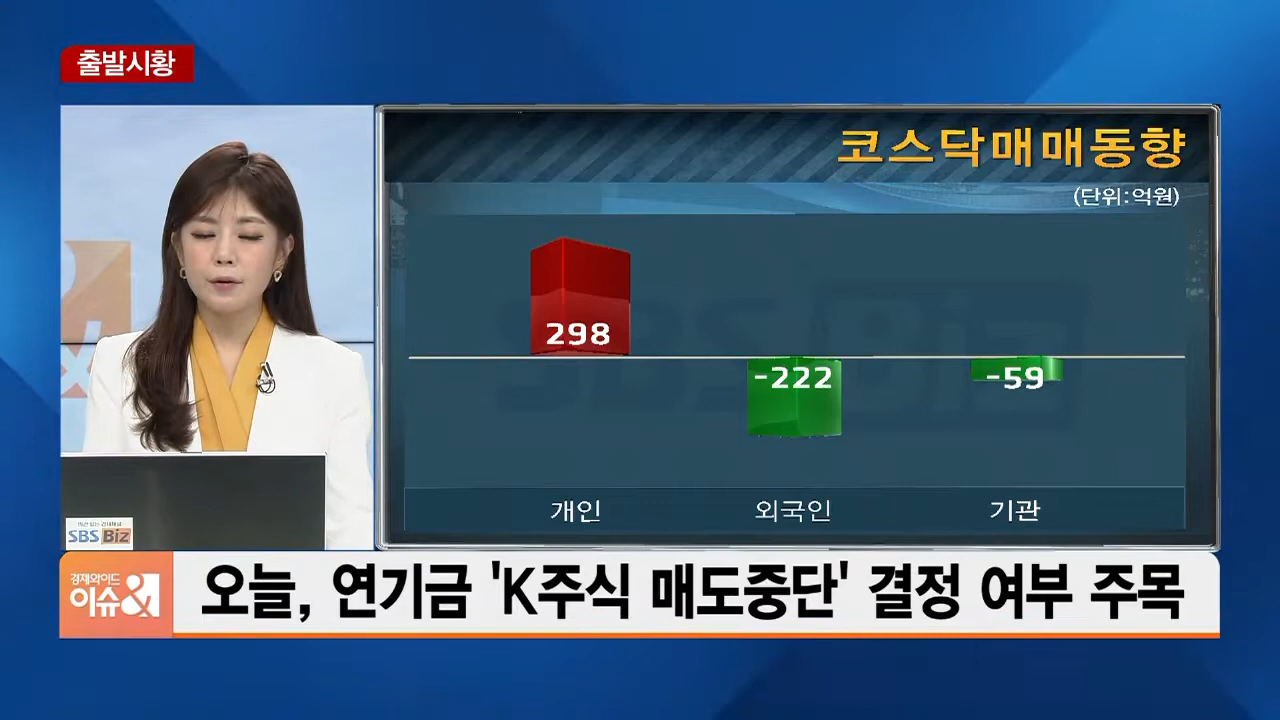 출발시황
코스닥매매동향
(단위:억원)
298
-222
-59
개인
외국인
기관
SBS Biz
경제와이드
이슈&
오늘, 연기금 'K주식 매도중단' 결정 여부 주목